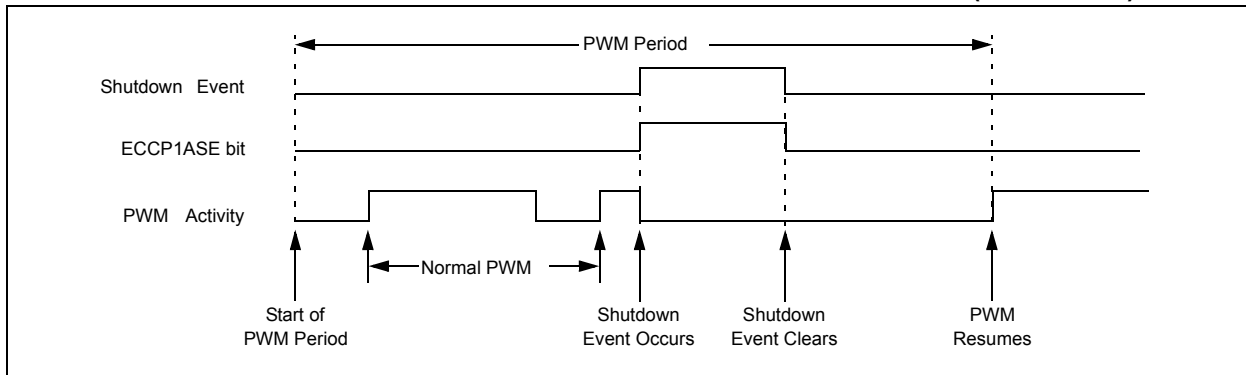 PWM Period
Shutdown Event
ECCP1ASE bit
PWM Activity
Normal PWM
Start of
PWM Period
Shutdown
Event Occurs
Shutdown
Event Clears
PWM
Resumes